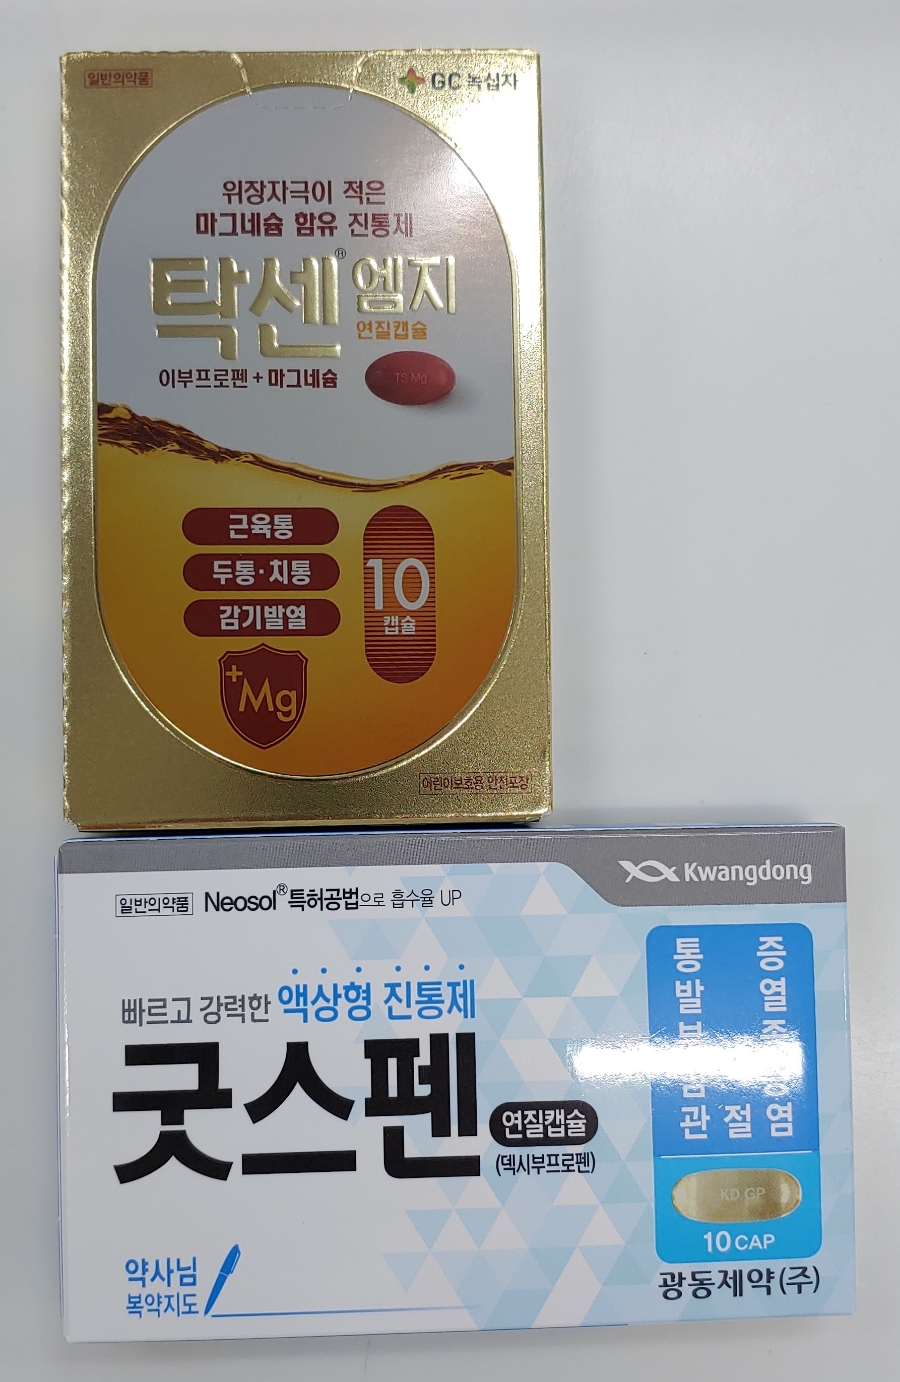 일반의약품
GC 녹십자
위장자극이 적은
마그네슘 함유 진통제
탁센® 엠지
연질캡슐
이부프로펜 + 마그네슘
TS Mg
근육통
두통·치통
감기발열
10
캡슐
+Mg
어린이보호용 안전포장
Kwangdong
일반의약품 Neosol® 특허공법으로 흡수율 UP
빠르고 강력한 액상형 진통제
굿스펜
연질캡슐
(덱시부프로펜)
통 증
발 열
관 절 염
KD GP
10 CAP
광동제약(주)
약사님
복약지도